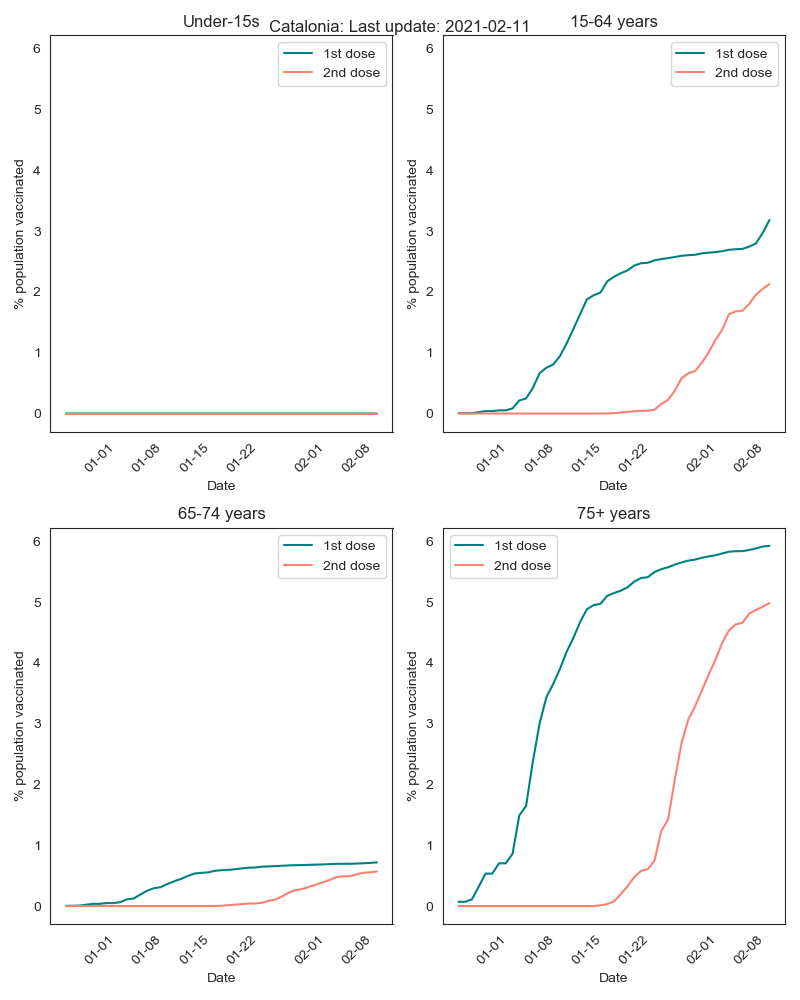 Catalonia: Last update: 2021-02-11
Under-15s
1st dose
2nd dose
% population vaccinated
6
5
4
3
2
1
0
01-01
01-08
01-15
01-22
02-01
02-08
Date
15-64 years
1st dose
2nd dose
% population vaccinated
6
5
4
3
2
1
0
01-01
01-08
01-15
01-22
02-01
02-08
Date
65-74 years
1st dose
2nd dose
% population vaccinated
6
5
4
3
2
1
0
01-01
01-08
01-15
01-22
02-01
02-08
Date
75+ years
1st dose
2nd dose
% population vaccinated
6
5
4
3
2
1
0
01-01
01-08
01-15
01-22
02-01
02-08
Date